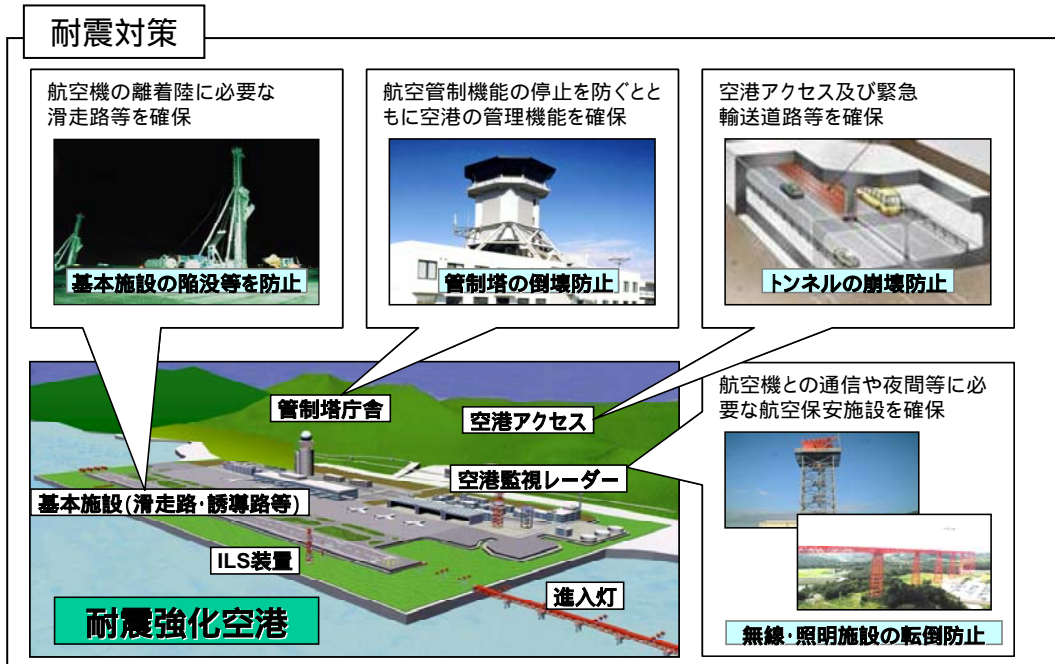 耐震対策
航空機の離着陸に必要な
滑走路等を確保
基本施設の陥没等を防止
航空管制機能の停止を防ぐとと
もに空港の管理機能を確保
管制塔の倒壊防止
空港アクセス及び緊急
輸送道路等を確保
トンネルの崩壊防止
管制塔庁舎
空港アクセス
空港監視レーダー
基本施設(滑走路・誘導路等)
ILS装置
進入灯
耐震強化空港
航空機との通信や夜間等に必
要な航空保安施設を確保
無線・照明施設の転倒防止